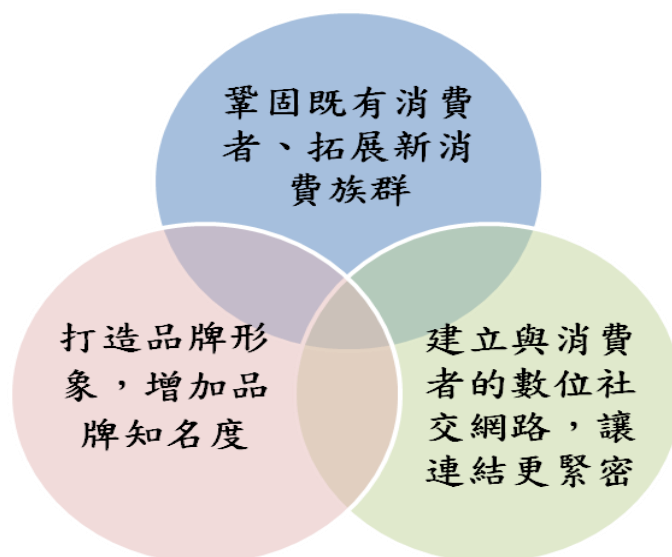 鞏固既有消費
者、拓展新消
費族群
打造品牌形
象，增加品
牌知名度
建立與消費
者的數位社
交網路，讓
連結更緊密